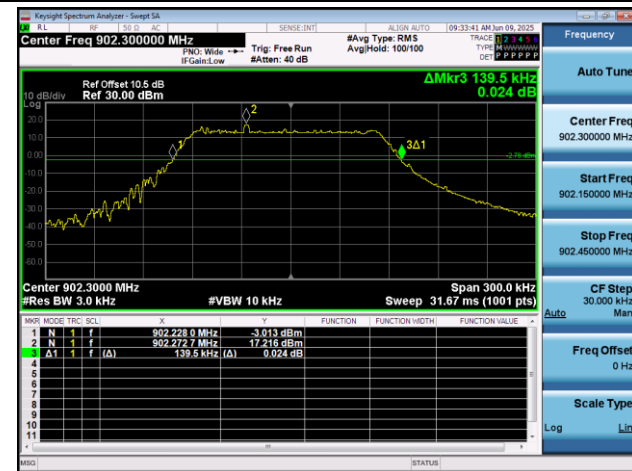 Keysight Spectrum Analyzer - Swept SA
RL RF 50 Ω AC SENSE:INT ALIGN AUTO 09:33:41 AM Jun 09, 2025
Center Freq 902.300000 MHz
PNO: Wide
IFGain:Low
Trig: Free Run
#Atten: 40 dB
#Avg Type: RMS
Avg|Hold: 100/100
TRACE 1 2 3 4 5 6
TYPE M W W W W W
DET P P P P P P
ΔMkr3 139.5 kHz
0.024 dB
Ref Offset 10.5 dB
10 dB/div Ref 30.00 dBm
Log
20.0
10.0
0.00
-10.0
-20.0
-30.0
-40.0
-50.0
-60.0
1
2
3Δ1
Center 902.3000 MHz
Span 300.0 kHz
#Res BW 3.0 kHz
#VBW 10 kHz
Sweep 31.67 ms (1001 pts)
MKR MODE TRC SCL X Y FUNCTION FUNCTION WIDTH FUNCTION VALUE
1 N 1 f 902.228 0 MHz -3.013 dBm
2 N 1 f 902.272 7 MHz 17.216 dBm
3 Δ1 1 f (Δ) 139.5 kHz (Δ) 0.024 dB
4
5
6
7
8
9
10
11
MSG STATUS
Frequency
Auto Tune
Center Freq
902.300000 MHz
Start Freq
902.150000 MHz
Stop Freq
902.450000 MHz
CF Step
30.000 kHz
Auto Man
Freq Offset
0 Hz
Scale Type
Log Lin